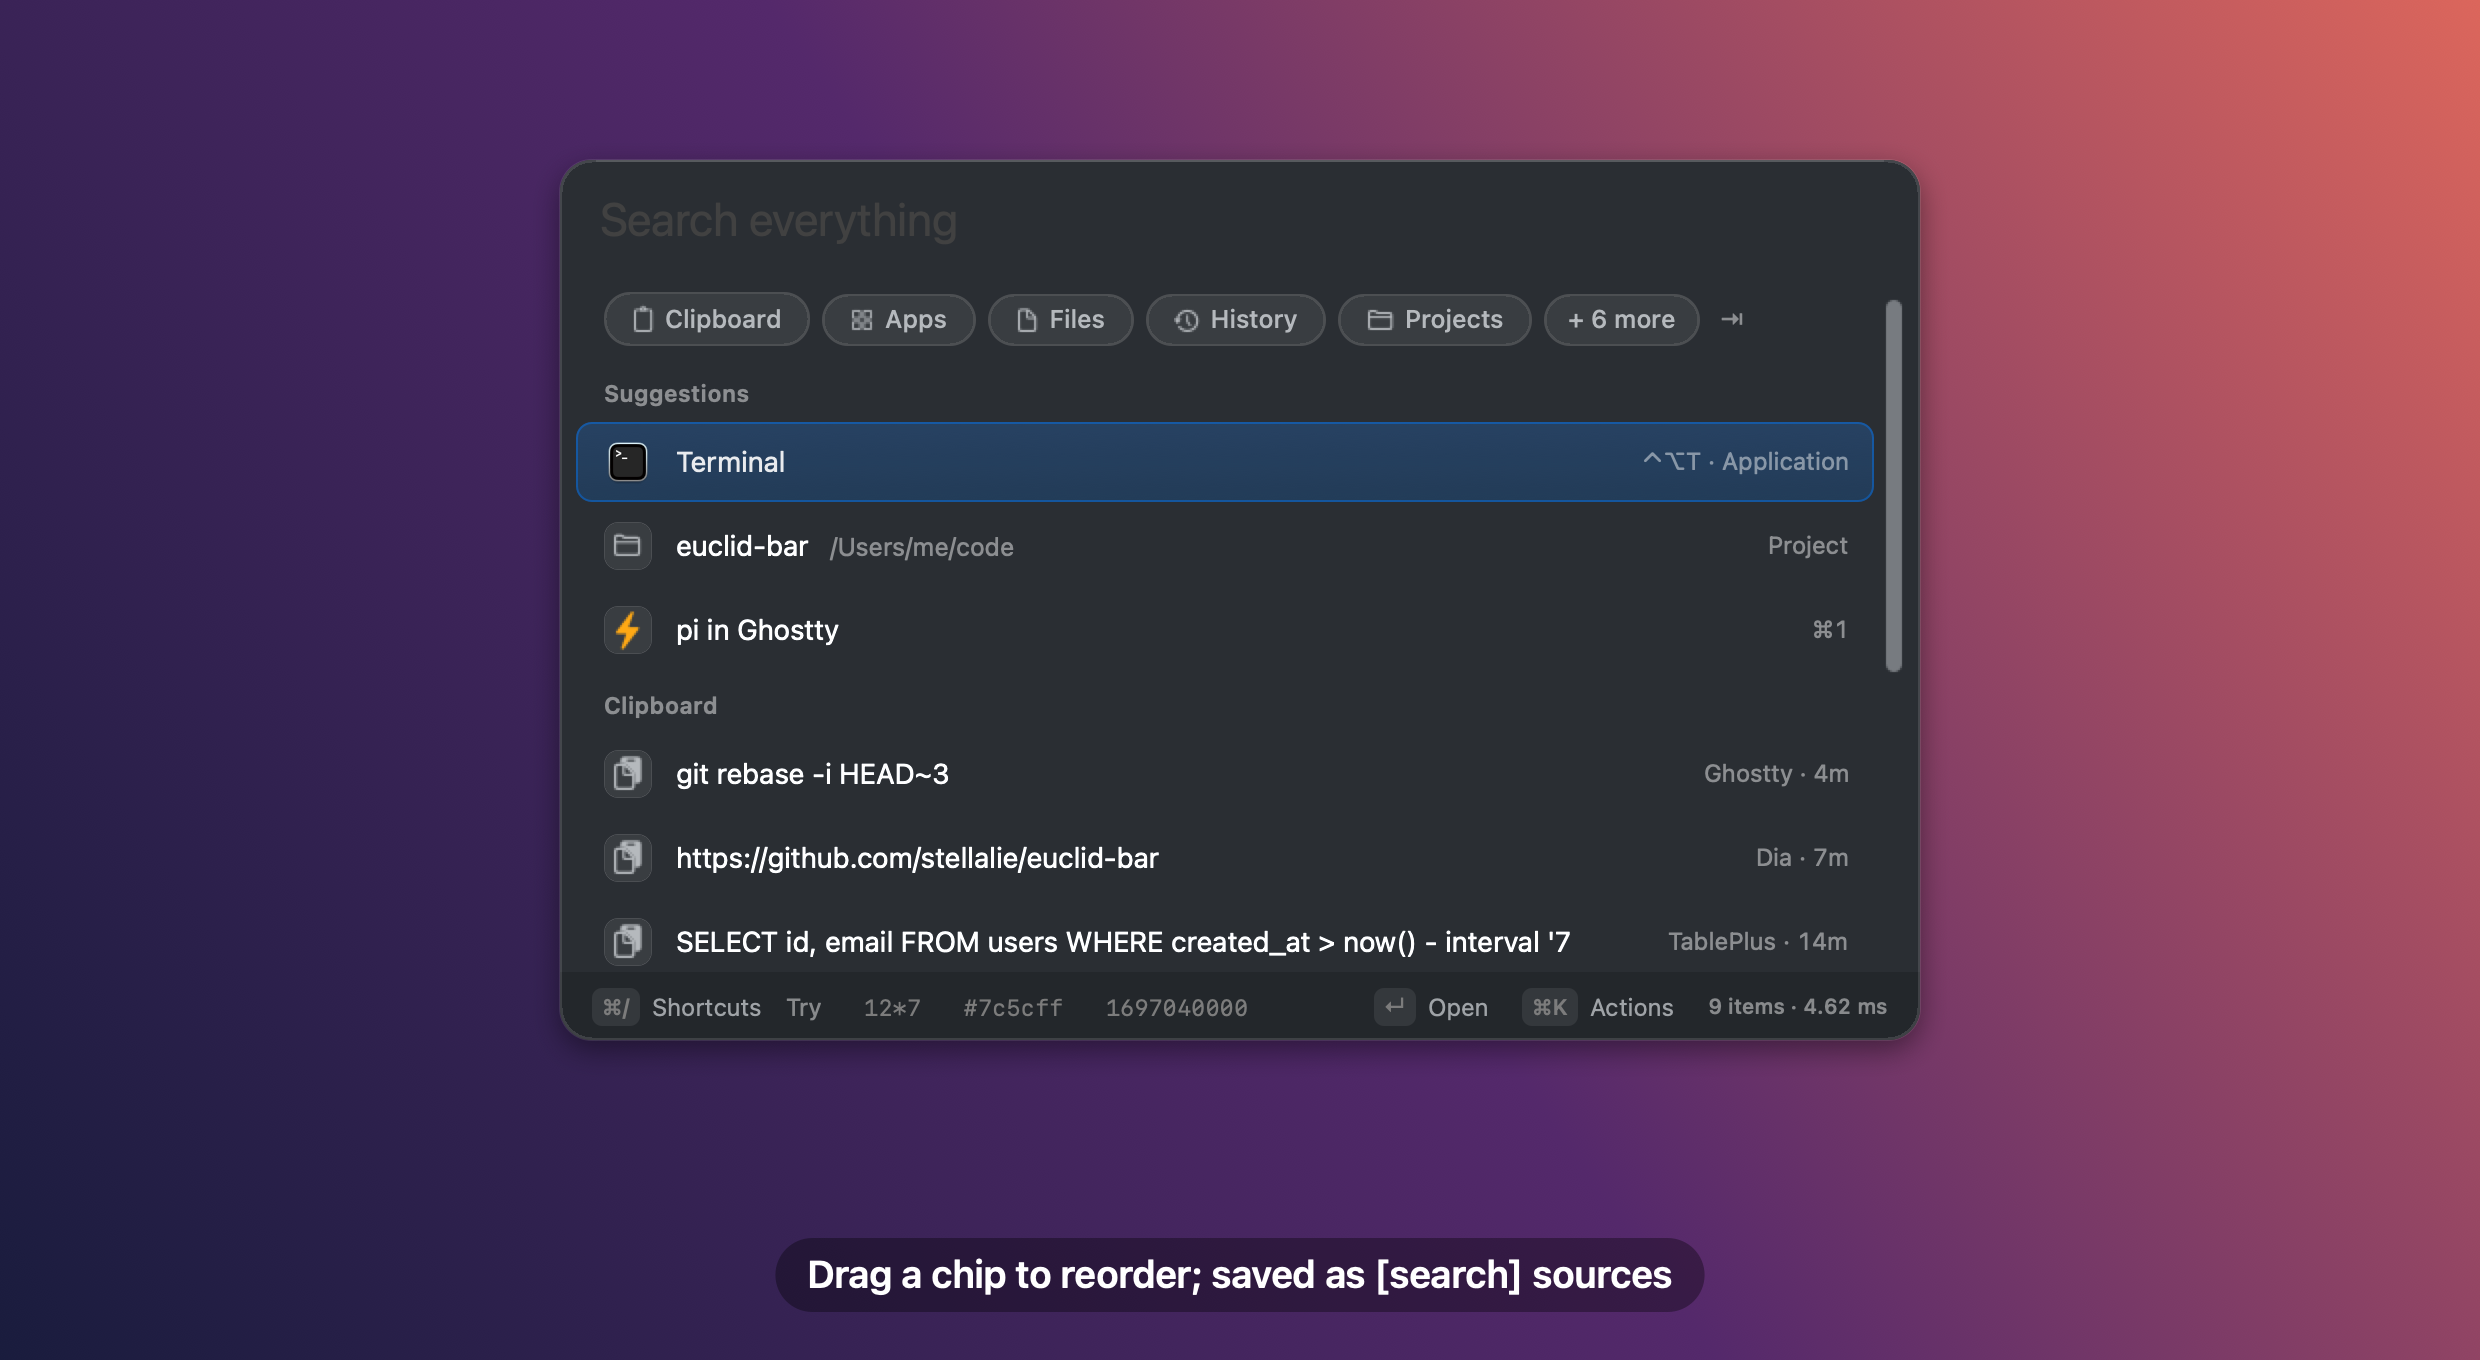 Search everything
Clipboard Apps Files History Projects + 6 more ⇥
Suggestions
Terminal ⌃⌥T · Application
euclid-bar /Users/me/code Project
pi in Ghostty ⌘1
Clipboard
git rebase -i HEAD~3 Ghostty · 4m
https://github.com/stellalie/euclid-bar Dia · 7m
SELECT id, email FROM users WHERE created_at > now() - interval '7 TablePlus · 14m
⌘/ Shortcuts Try 12*7 #7c5cff 1697040000 ↵ Open ⌘K Actions 9 items · 4.62 ms
Drag a chip to reorder; saved as [search] sources